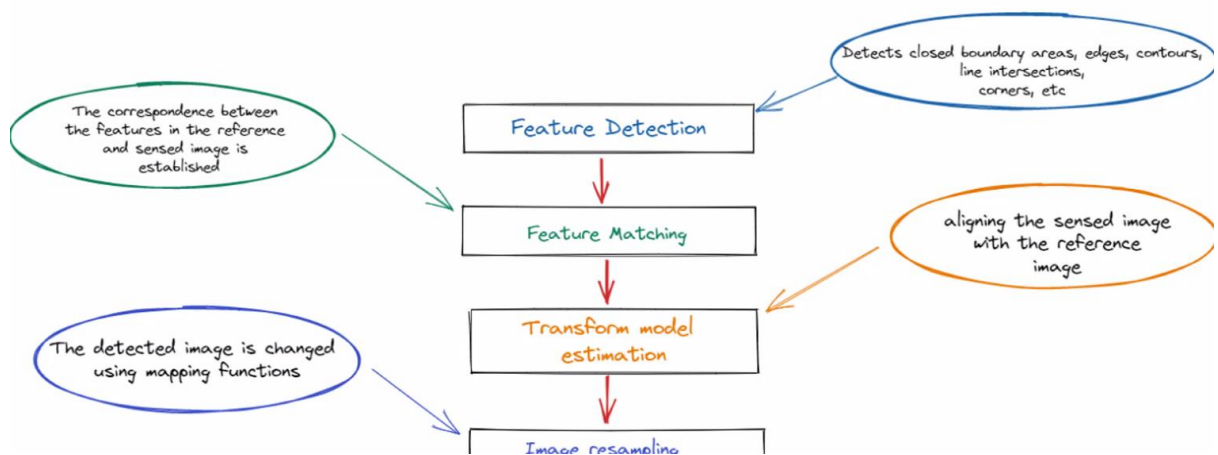 Detects closed boundary areas, edges, contours,
line intersections,
corners, etc
The correspondence between
the features in the reference
and sensed image is
established
Feature Detection
Feature Matching
aligning the sensed image
with the reference
image
Transform model
estimation
The detected image is changed
using mapping functions
Image resampling